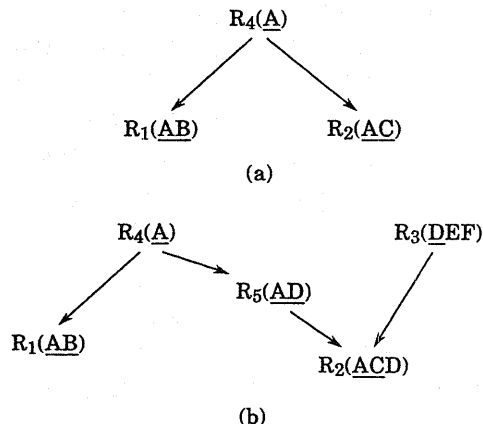 R4(A)
R1(AB) R2(AC)
(a)
R4(A) R3(DEF)
R5(AD)
R1(AB)
R2(ACD)
(b)